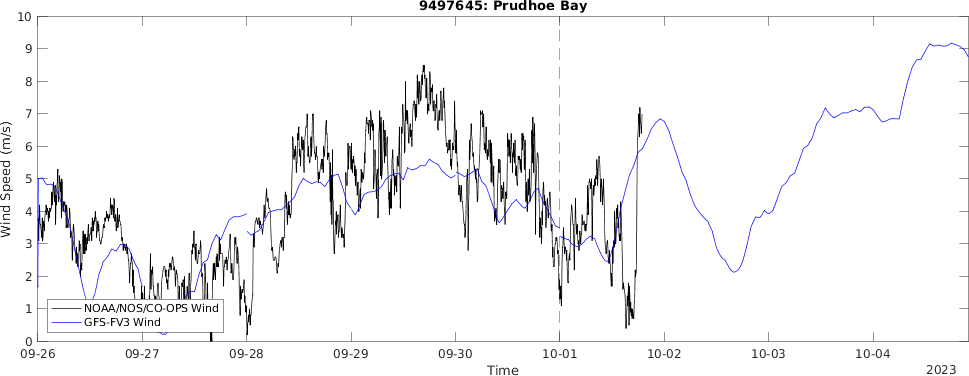 9497645: Prudhoe Bay
Wind Speed (m/s)
10
9
8
7
6
5
4
3
2
1
0
NOAA/NOS/CO-OPS Wind
GFS-FV3 Wind
09-26 09-27 09-28 09-29 09-30 10-01 10-02 10-03 10-04
Time
2023